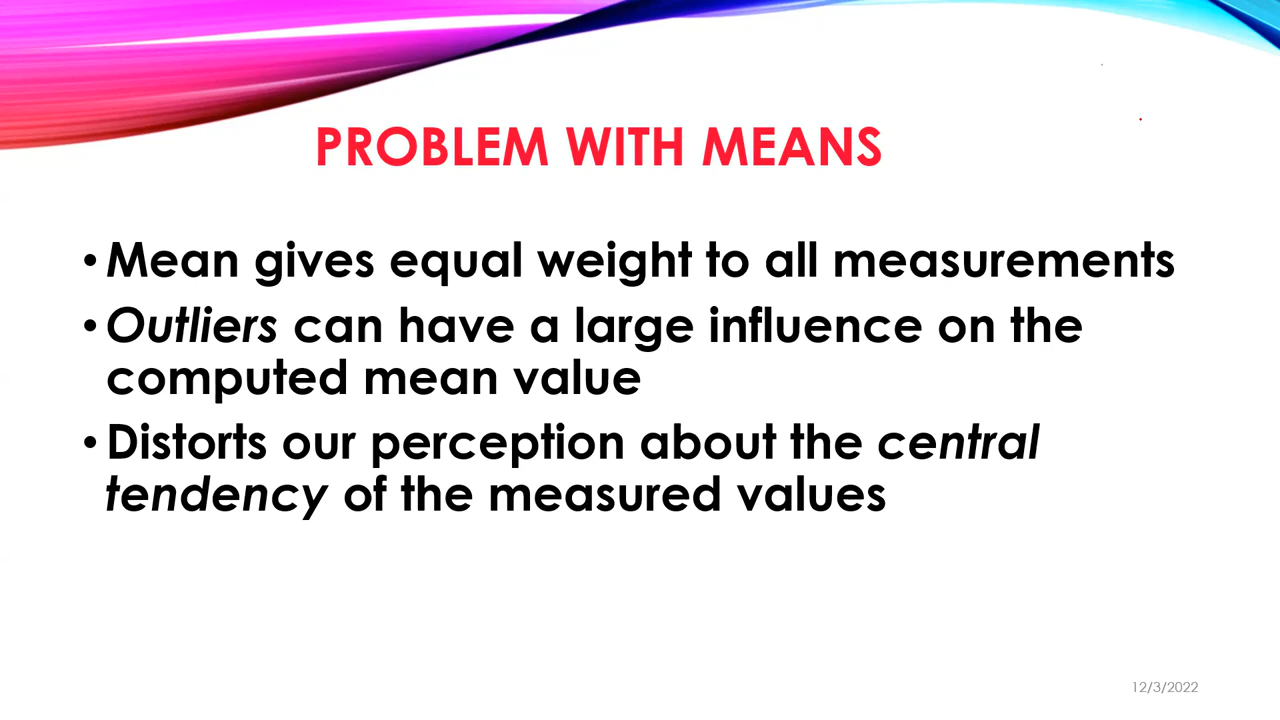 PROBLEM WITH MEANS
• Mean gives equal weight to all measurements
• Outliers can have a large influence on the
computed mean value
• Distorts our perception about the central
tendency of the measured values
12/3/2022